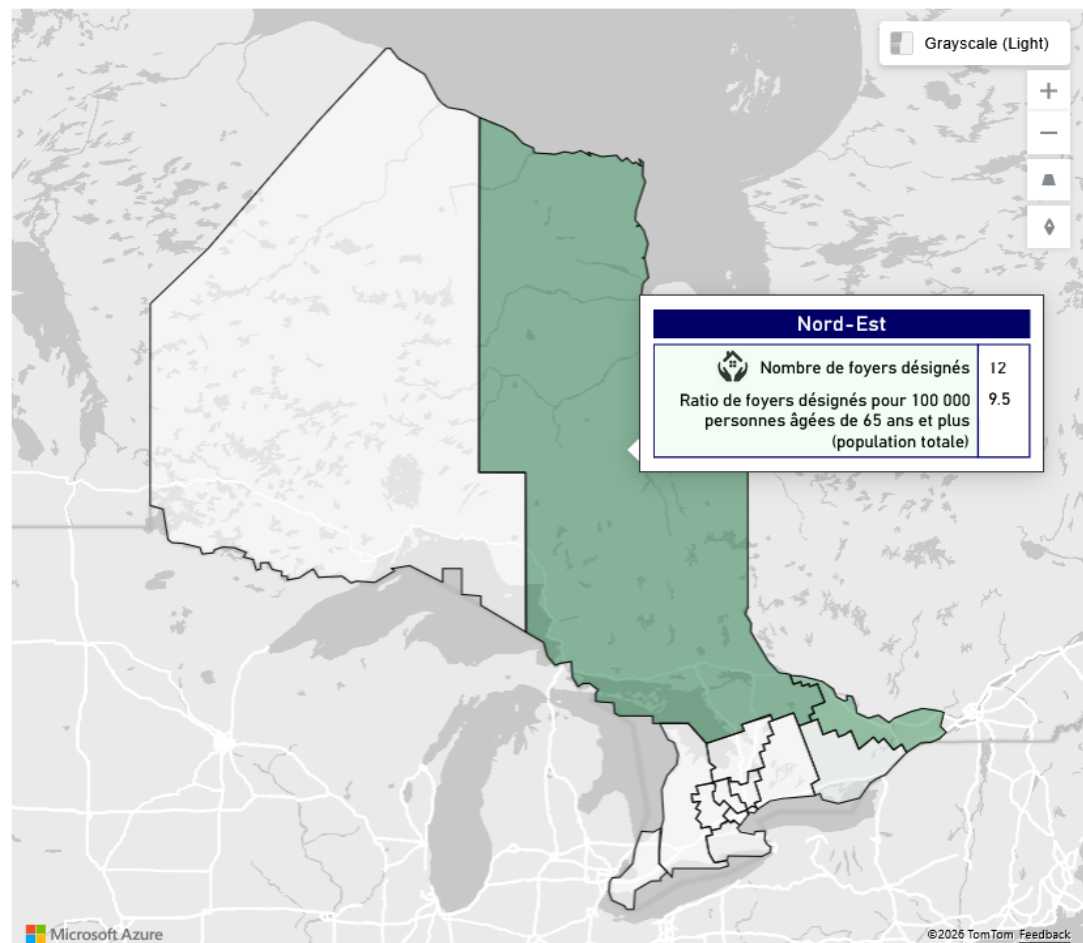 Grayscale (Light)
Nord-Est
Nombre de foyers désignés 12
Ratio de foyers désignés pour 100 000 9.5
personnes âgées de 65 ans et plus
(population totale)
Microsoft Azure
©2026 TomTom Feedback